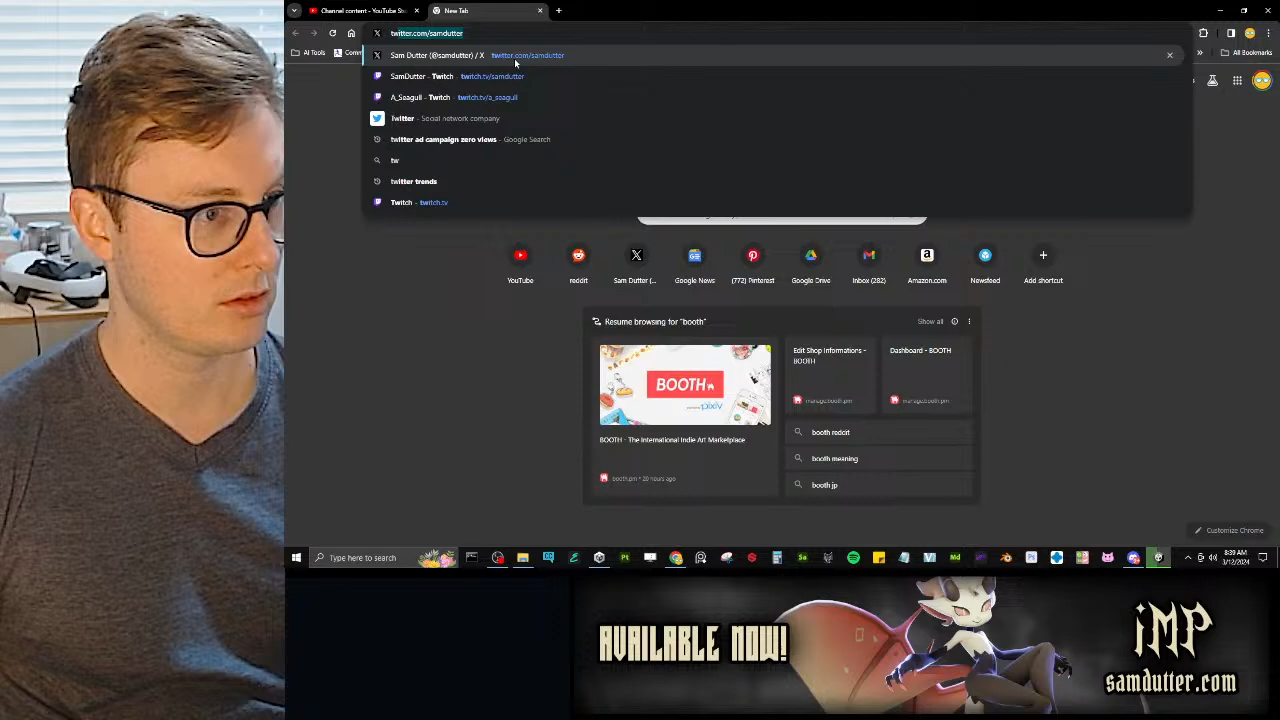 Channel content - YouTube St
New Tab
twitter.com/samdutter
AI Tools
All Bookmarks
Sam Dutter (@samdutter) / X twitter.com/samdutter
SamDutter - Twitch - twitch.tv/samdutter
A_Seagull - Twitch - twitch.tv/a_seagull
Twitter - Social network company
twitter ad campaign zero views - Google Search
tw
twitter trends
Twitch - twitch.tv
YouTube
reddit
Sam Dutter (...
Google News
(772) Pinterest
Google Drive
Inbox (282)
Amazon.com
Newsfeed
Add shortcut
Resume browsing for "booth"
Show all
BOOTH
powered by pixiv
BOOTH - The International Indie Art Marketplace
booth.pm • 20 hours ago
Edit Shop Informations -
BOOTH
manage.booth.pm
Dashboard - BOOTH
manage.booth.pm
booth reddit
booth meaning
booth jp
Customize Chrome
Type here to search
8:39 AM
3/12/2024
AVAILABLE NOW!
iMP
samdutter.com